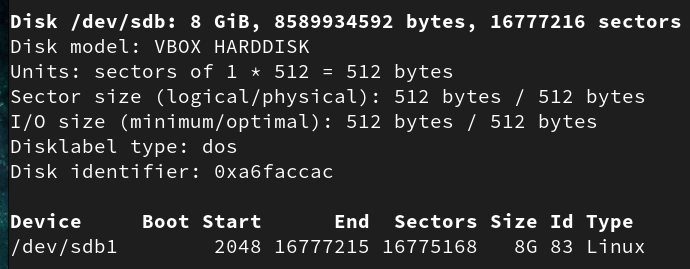 Disk /dev/sdb: 8 GiB, 8589934592 bytes, 16777216 sectors
Disk model: VBOX HARDDISK
Units: sectors of 1 * 512 = 512 bytes
Sector size (logical/physical): 512 bytes / 512 bytes
I/O size (minimum/optimal): 512 bytes / 512 bytes
Disklabel type: dos
Disk identifier: 0xa6faccac
Device     Boot Start      End  Sectors Size Id Type
/dev/sdb1        2048 16777215 16775168   8G 83 Linux